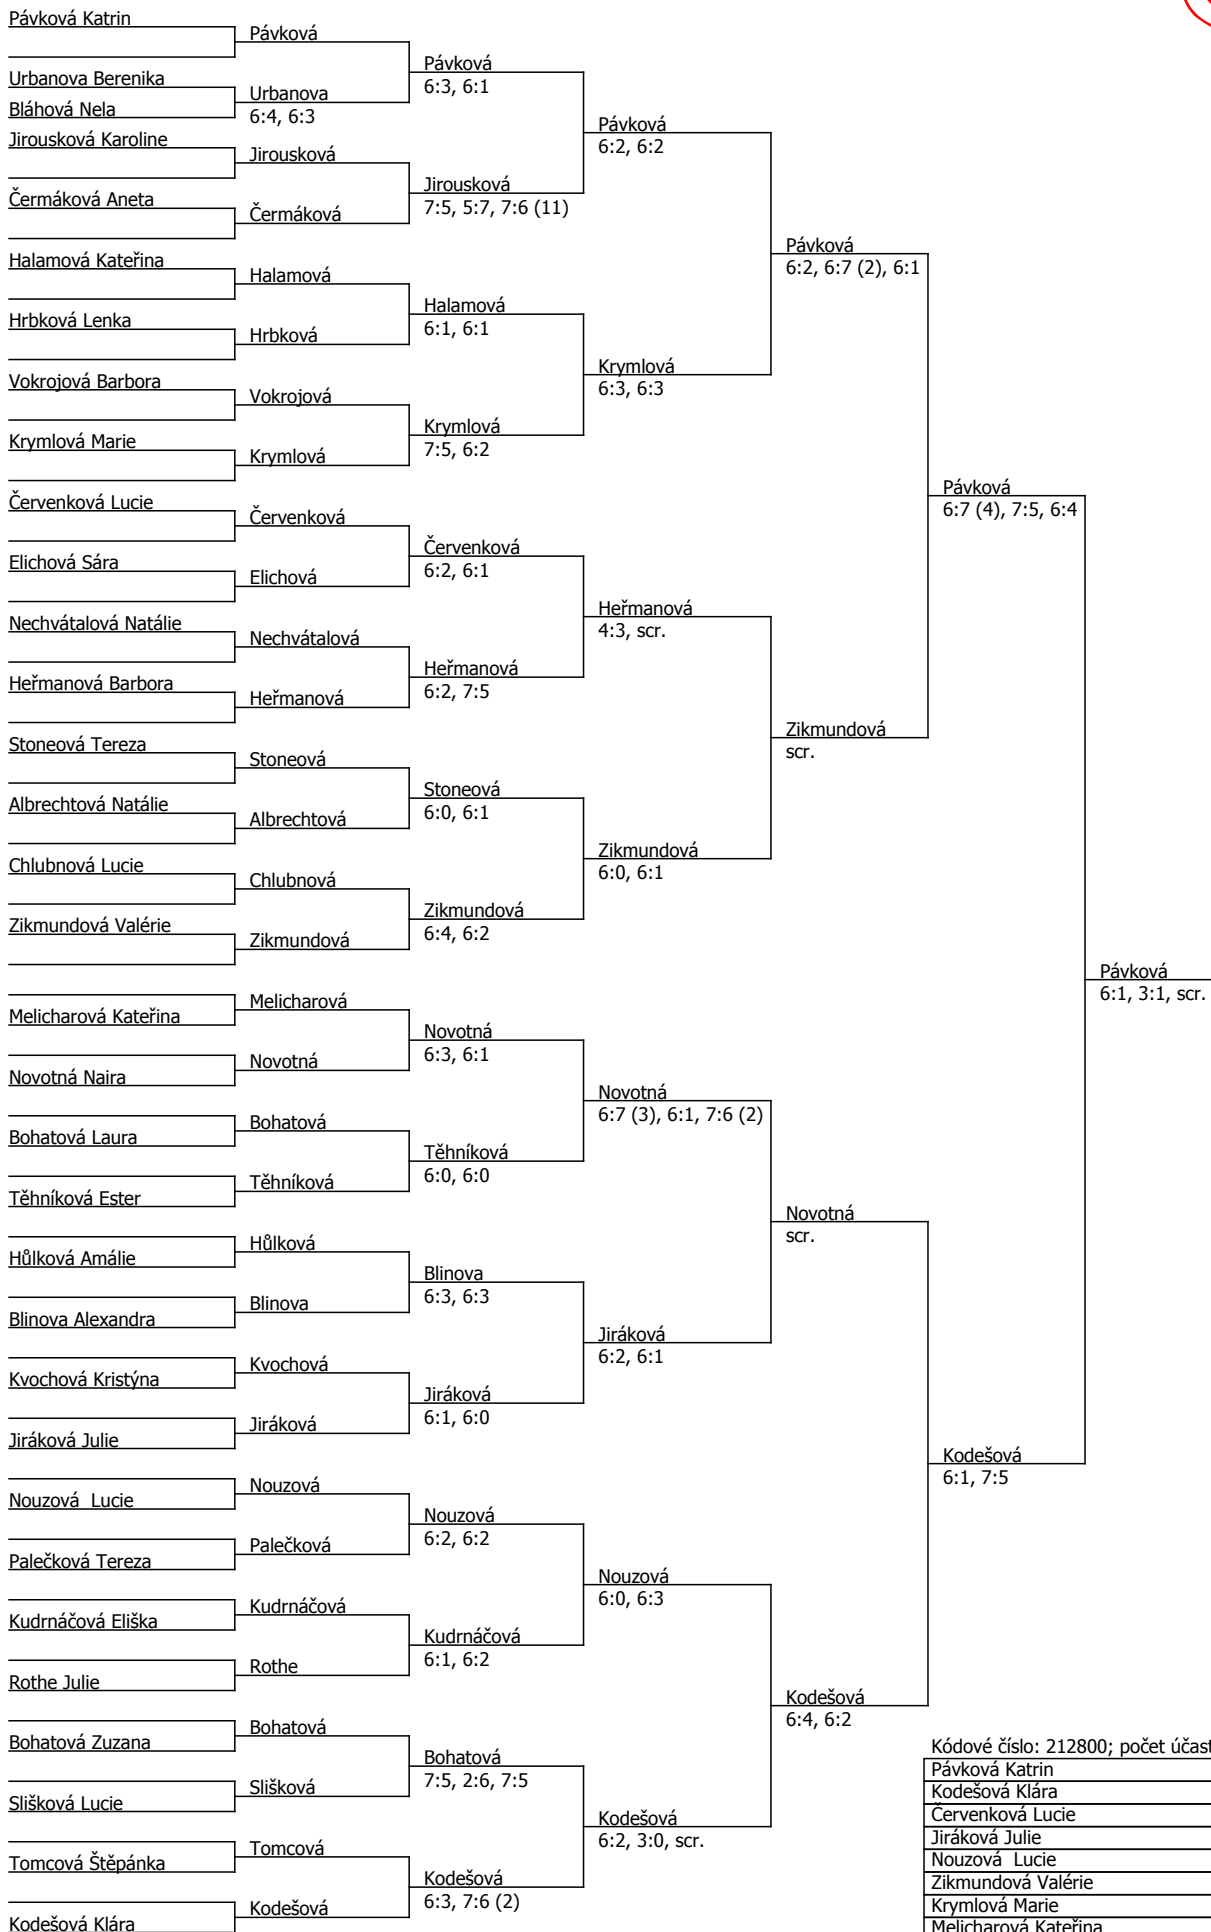 Pávková Katrin
Urbanova Berenika
Bláhová Nela
Jirousková Karoline
Čermáková Aneta
Halamová Kateřina
Hrbková Lenka
Vokrojová Barbora
Krymlová Marie
Červenková Lucie
Elichová Sára
Nechvátalová Natálie
Heřmanová Barbora
Stoneová Tereza
Albrechtová Natálie
Chlubnová Lucie
Zikmundová Valérie
Melicharová Kateřina
Novotná Naira
Bohatová Laura
Těhníková Ester
Hůlková Amálie
Blinova Alexandra
Kvochová Kristýna
Jiráková Julie
Nouzová  Lucie
Palečková Tereza
Kudrnáčová Eliška
Rothe Julie
Bohatová Zuzana
Slišková Lucie
Tomcová Štěpánka
Kodešová Klára
Pávková
Urbanova
6:4, 6:3
Jirousková
Čermáková
Halamová
Hrbková
Vokrojová
Krymlová
Červenková
Elichová
Nechvátalová
Heřmanová
Stoneová
Albrechtová
Chlubnová
Zikmundová
Melicharová
Novotná
Bohatová
Těhníková
Hůlková
Blinova
Kvochová
Jiráková
Nouzová
Palečková
Kudrnáčová
Rothe
Bohatová
Slišková
Tomcová
Kodešová
Pávková
6:3, 6:1
Jirousková
7:5, 5:7, 7:6 (11)
Halamová
6:1, 6:1
Krymlová
7:5, 6:2
Červenková
6:2, 6:1
Heřmanová
6:2, 7:5
Stoneová
6:0, 6:1
Zikmundová
6:4, 6:2
Novotná
6:3, 6:1
Těhníková
6:0, 6:0
Blinova
6:3, 6:3
Jiráková
6:1, 6:0
Nouzová
6:2, 6:2
Kudrnáčová
6:1, 6:2
Bohatová
7:5, 2:6, 7:5
Kodešová
6:3, 7:6 (2)
Pávková
6:2, 6:2
Krymlová
6:3, 6:3
Heřmanová
4:3, scr.
Zikmundová
6:0, 6:1
Novotná
6:7 (3), 6:1, 7:6 (2)
Jiráková
6:2, 6:1
Nouzová
6:0, 6:3
Kodešová
6:2, 3:0, scr.
Pávková
6:2, 6:7 (2), 6:1
Zikmundová
scr.
Novotná
scr.
Kodešová
6:4, 6:2
Pávková
6:7 (4), 7:5, 6:4
Kodešová
6:1, 7:5
Pávková
6:1, 3:1, scr.
Kódové číslo: 212800; počet účast
Pávková Katrin
Kodešová Klára
Červenková Lucie
Jiráková Julie
Nouzová  Lucie
Zikmundová Valérie
Krymlová Marie
Melicharová Kateřina